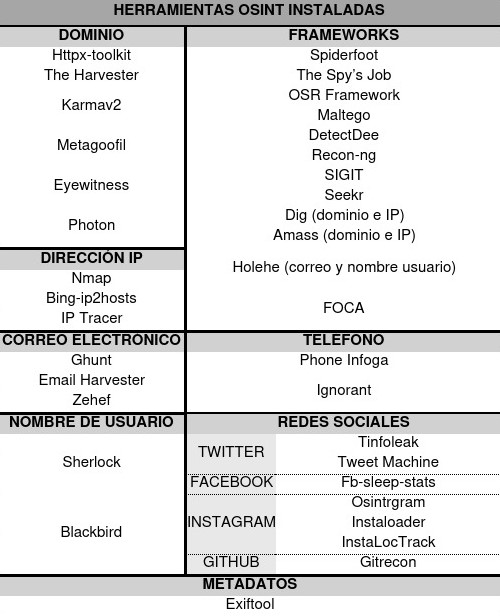 HERRAMIENTAS OSINT INSTALADAS
DOMINIO
Httpx-toolkit
The Harvester
Karmav2
Metagoofil
Eyewitness
Photon
DIRECCIÓN IP
Nmap
Bing-ip2hosts
IP Tracer
FRAMEWORKS
Spiderfoot
The Spy's Job
OSR Framework
Maltego
DetectDee
Recon-ng
SIGIT
Seekr
Dig (dominio e IP)
Amass (dominio e IP)
Holehe (correo y nombre usuario)
FOCA
CORREO ELECTRÓNICO
Ghunt
Email Harvester
Zehef
TELÉFONO
Phone Infoga
Ignorant
NOMBRE DE USUARIO
Sherlock
Blackbird
REDES SOCIALES
TWITTER
Tinfoleak
Tweet Machine
FACEBOOK
Fb-sleep-stats
INSTAGRAM
Osintrgram
Instaloader
InstaLocTrack
GITHUB
Gitrecon
METADATOS
Exiftool